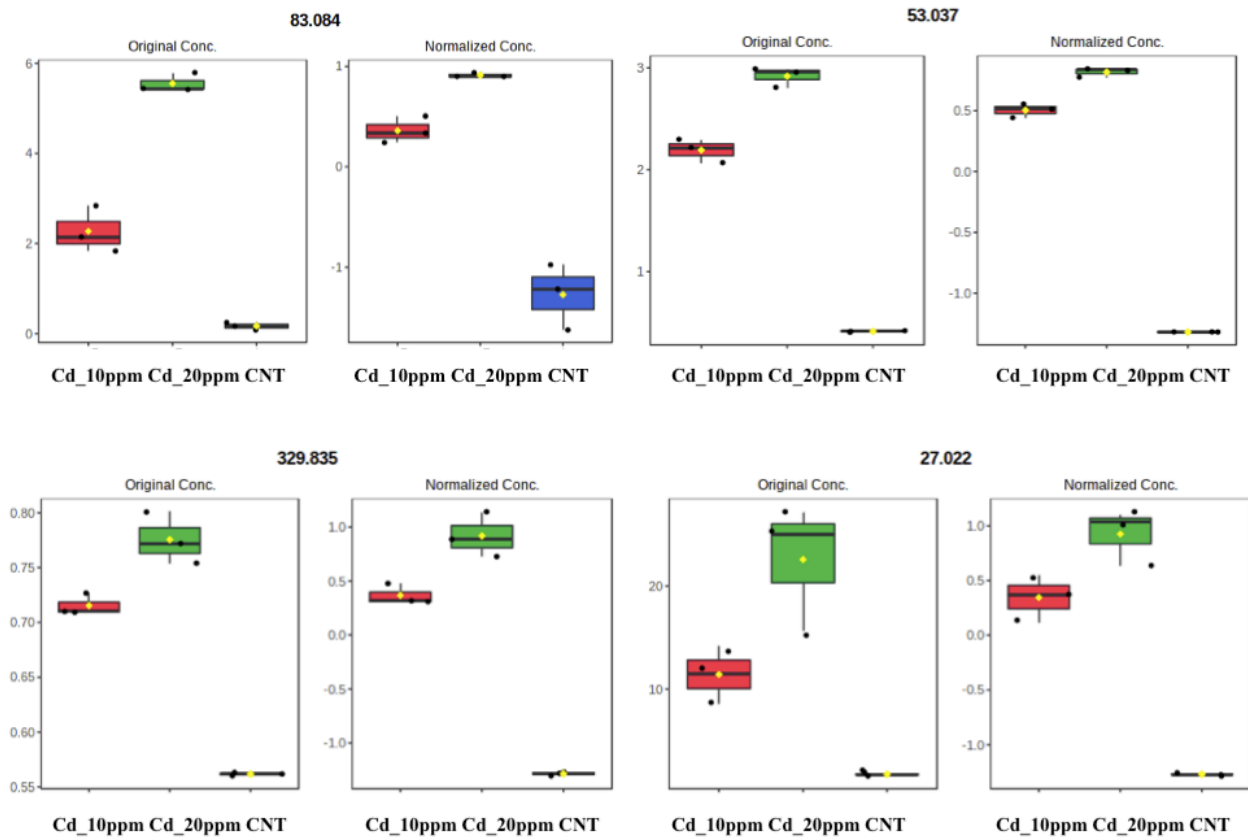 83.084
53.037
Original Conc.
Normalized Conc.
Original Conc.
Normalized Conc.
6
4
2
0
1
0
-1
3
2
1
0.5
0.0
-0.5
-1.0
Cd_10ppm Cd_20ppm CNT
Cd_10ppm Cd_20ppm CNT
Cd_10ppm Cd_20ppm CNT
Cd_10ppm Cd_20ppm CNT
329.835
27.022
Original Conc.
Normalized Conc.
Original Conc.
Normalized Conc.
0.80
0.75
0.70
0.65
0.60
0.55
1.0
0.5
0.0
-0.5
-1.0
20
10
1.0
0.5
0.0
-0.5
-1.0
Cd_10ppm Cd_20ppm CNT
Cd_10ppm Cd_20ppm CNT
Cd_10ppm Cd_20ppm CNT
Cd_10ppm Cd_20ppm CNT